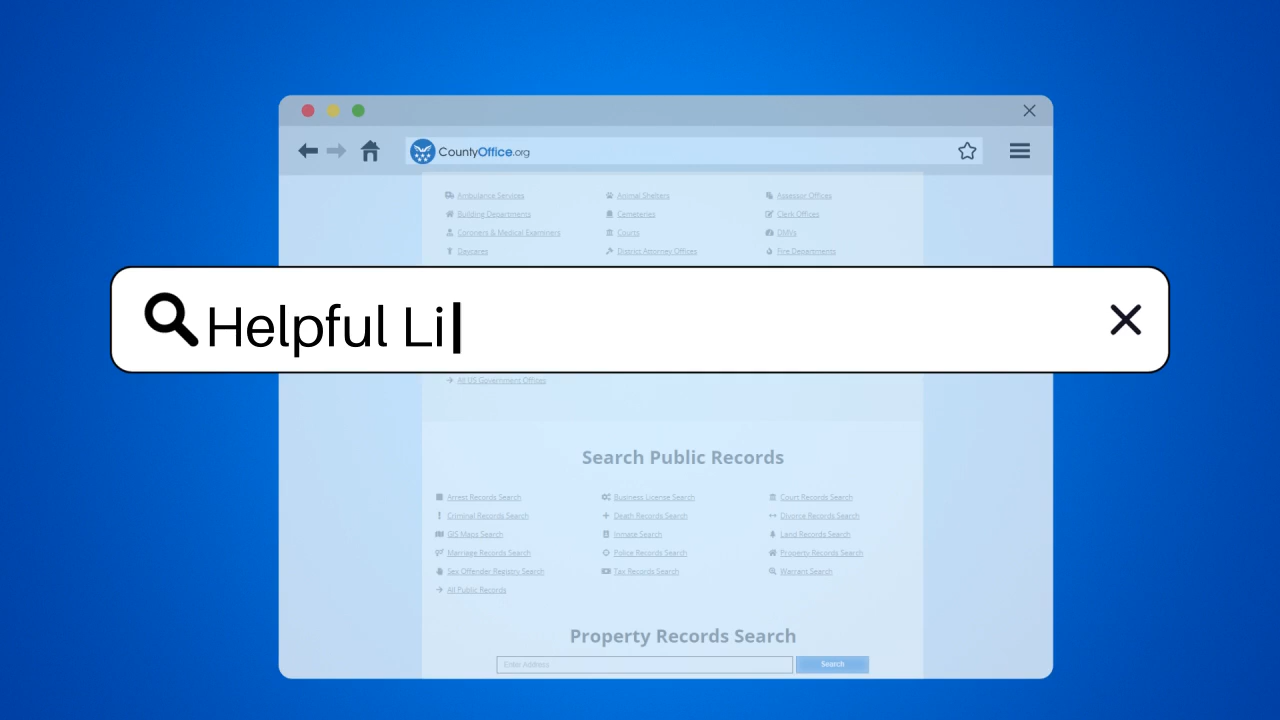 CountyOffice.org
Ambulance Services Animal Shelters Assessor Offices
Building Departments Cemeteries Clerk Offices
Coroners & Medical Examiners Courts DMVs
Daycares District Attorney Offices Fire Departments
Helpful Li
All US Government Offices
Search Public Records
Arrest Records Search Business License Search Court Records Search
Criminal Records Search Death Records Search Divorce Records Search
GIS Maps Search Inmate Search Land Records Search
Marriage Records Search Police Records Search Property Records Search
Sex Offender Registry Search Tax Records Search Warrant Search
All Public Records
Property Records Search
Enter Address Search